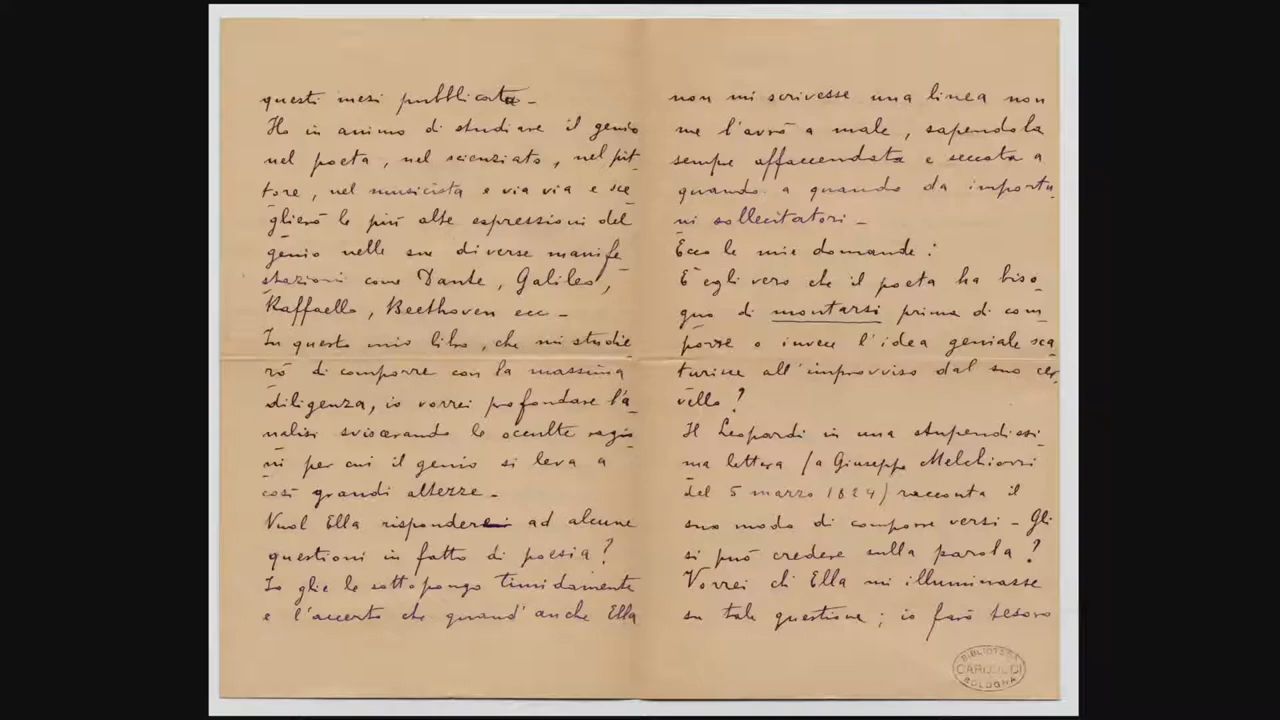 questi mesi pubblicato_
Ho in animo di studiare il genio
nel poeta, nel scienziato, nel pit-
tore, nel musicista e via via e sce-
glierò le più alte espressioni del
genio nelle sue diverse manife-
stazioni come Dante, Galileo,
Raffaello, Beethoven ecc_
In questo mio libro, che mi studie-
rò di comporre con la massima
diligenza, io vorrei profondare l'a-
nalisi sviscerando le occulte ragio-
ni per cui il genio si leva a
così grandi altezze_
Vuol Ella rispondere ad alcune
questioni in fatto di poesia?
Io glie le sottopongo timidamente
e l'accerto che quand'anche Ella
non mi scrivesse una linea non
me l'avrò a male, sapendola
sempre affaccendata e seccata a
quando a quando da importu-
ni sollecitatori_
Ecco le mie domande:
È egli vero che il poeta ha biso-
gno di montarsi prima di com-
porre o invece l'idea geniale sca-
turisce all'improvviso dal suo cer-
vello?
Il Leopardi in una stupendissi-
ma lettera (a Giuseppe Melchiorri
del 5 marzo 1824) racconta il
suo modo di comporre versi_ Gli
si può credere sulla parola?
Vorrei ch'Ella mi illuminasse
su tale questione; io farò tesoro
BIBLIOTECA
CARDUCCI
BOLOGNA